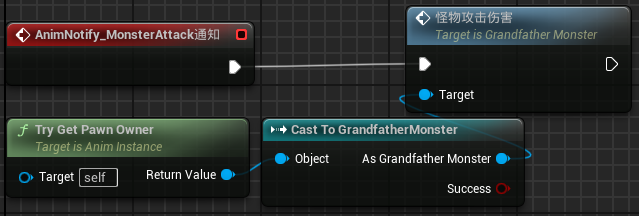 AnimNotify_MonsterAttack通知
怪物攻击伤害
Target is Grandfather Monster
Target
Try Get Pawn Owner
Target is Anim Instance
Target self Return Value
Cast To GrandfatherMonster
Object As Grandfather Monster
Success